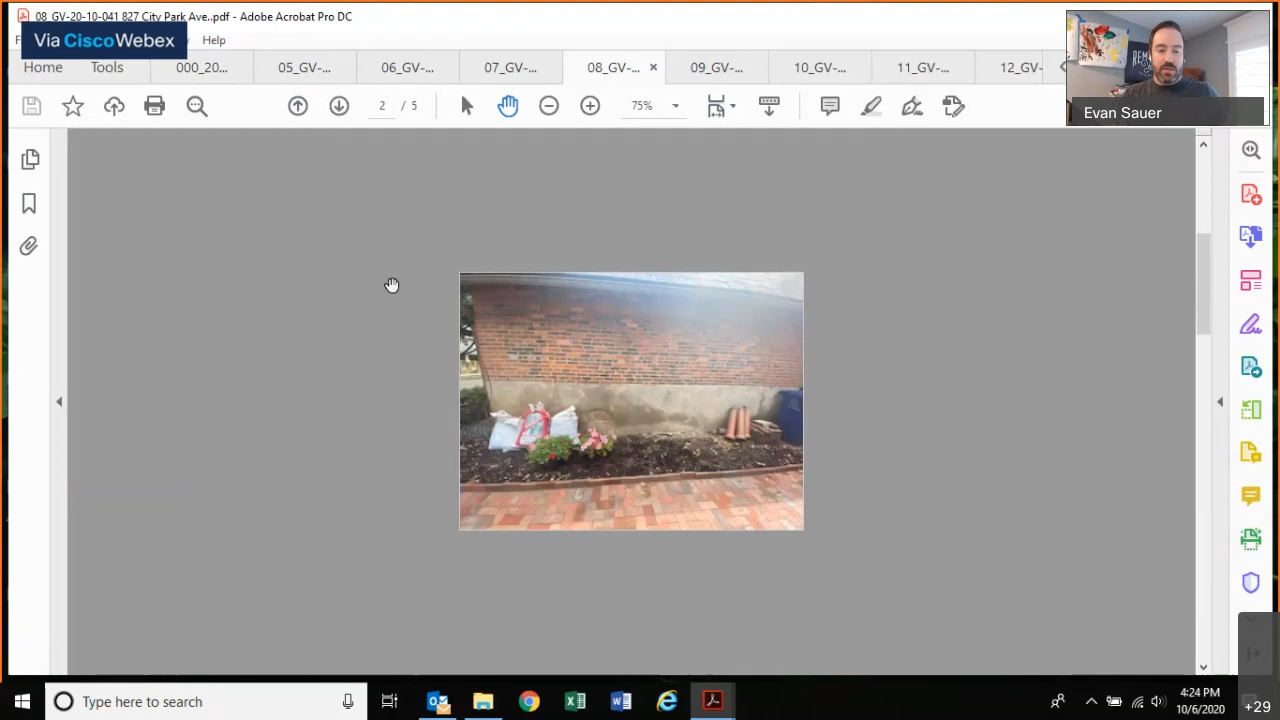 08_GV-20-10-041 827 City Park Ave..pdf - Adobe Acrobat Pro DC
Via CiscoWebex
Help
Home Tools 000_20... 05_GV-... 06_GV-... 07_GV-... 08_GV-... × 09_GV-... 10_GV-... 11_GV-... 12_GV-
2 / 5 75%
Evan Sauer
Type here to search
4:24 PM
10/6/2020
+29